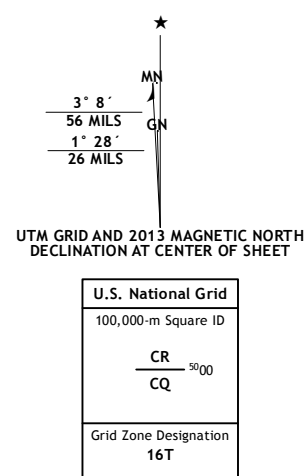 ★
MN
3° 8´
56 MILS
GN
1° 28´
26 MILS
UTM GRID AND 2013 MAGNETIC NORTH
DECLINATION AT CENTER OF SHEET
U.S. National Grid
100,000-m Square ID
CR
5000
CQ
Grid Zone Designation
16T